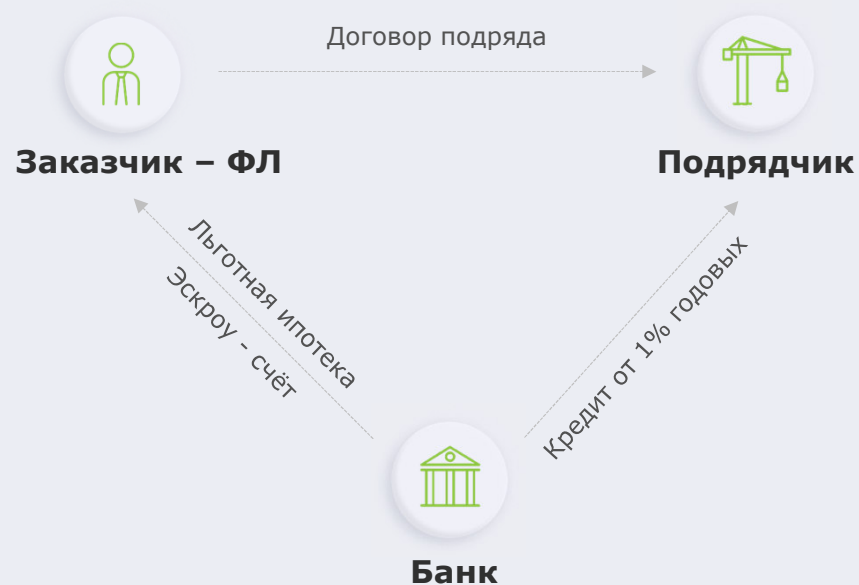 Договор подряда
Заказчик – ФЛ
Подрядчик
Льготная ипотека
Эскроу - счёт
Кредит от 1% годовых
Банк